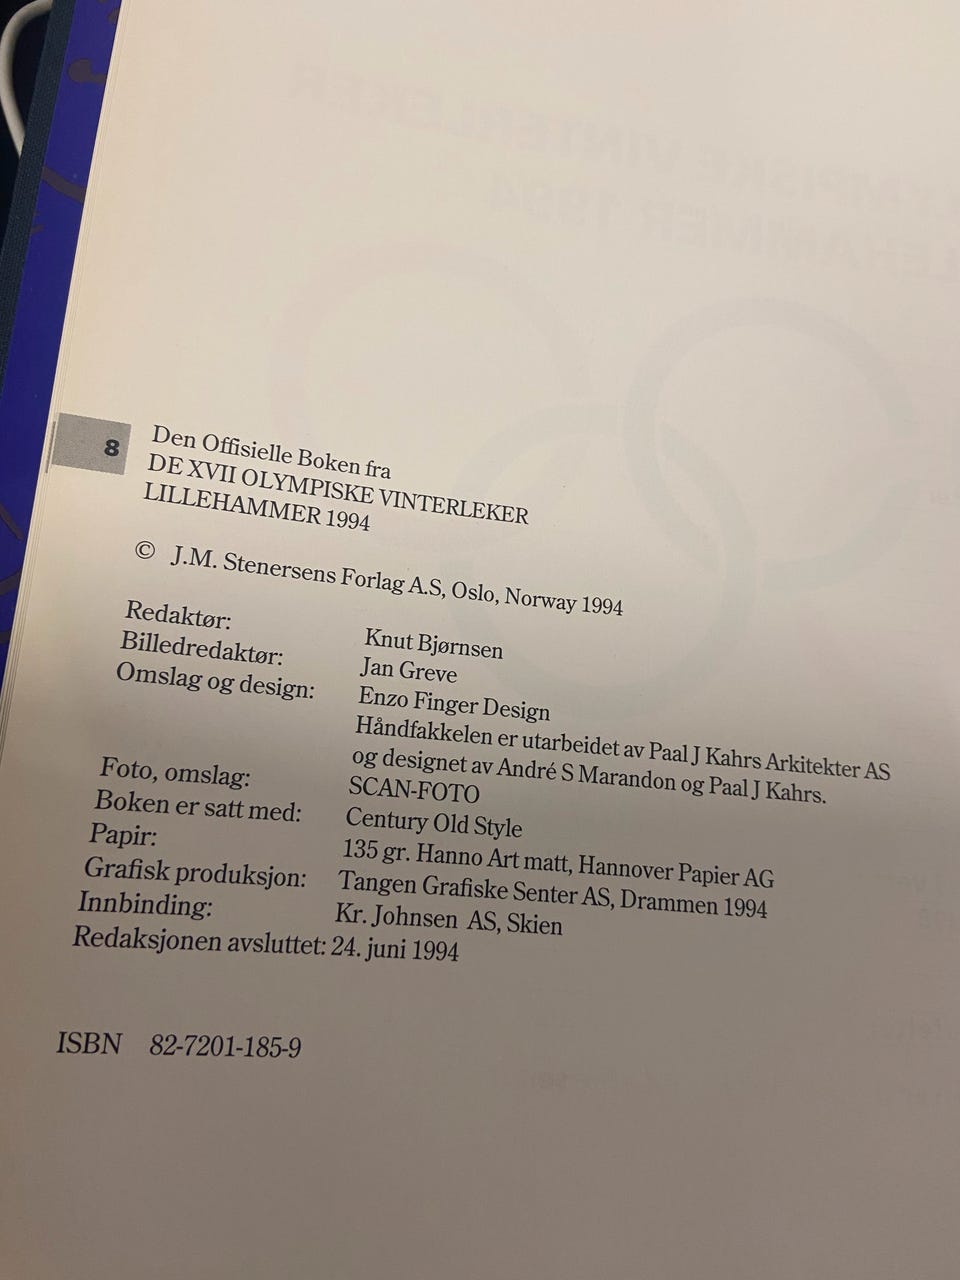 8
Den Offisielle Boken fra
DE XVII OLYMPISKE VINTERLEKER
LILLEHAMMER 1994
© J.M. Stenersens Forlag A.S, Oslo, Norway 1994
Redaktør: Knut Bjørnsen
Billedredaktør: Jan Greve
Omslag og design: Enzo Finger Design
Håndfakkelen er utarbeidet av Paal J Kahrs Arkitekter AS
og designet av André S Marandon og Paal J Kahrs.
Foto, omslag: SCAN-FOTO
Boken er satt med: Century Old Style
Papir: 135 gr. Hanno Art matt, Hannover Papier AG
Grafisk produksjon: Tangen Grafiske Senter AS, Drammen 1994
Innbinding: Kr. Johnsen AS, Skien
Redaksjonen avsluttet: 24. juni 1994
ISBN 82-7201-185-9